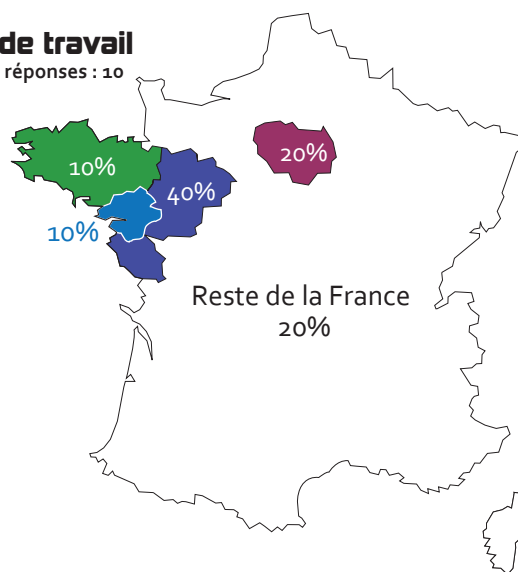 de travail
réponses : 10
10%
20%
40%
10%
Reste de la France
20%